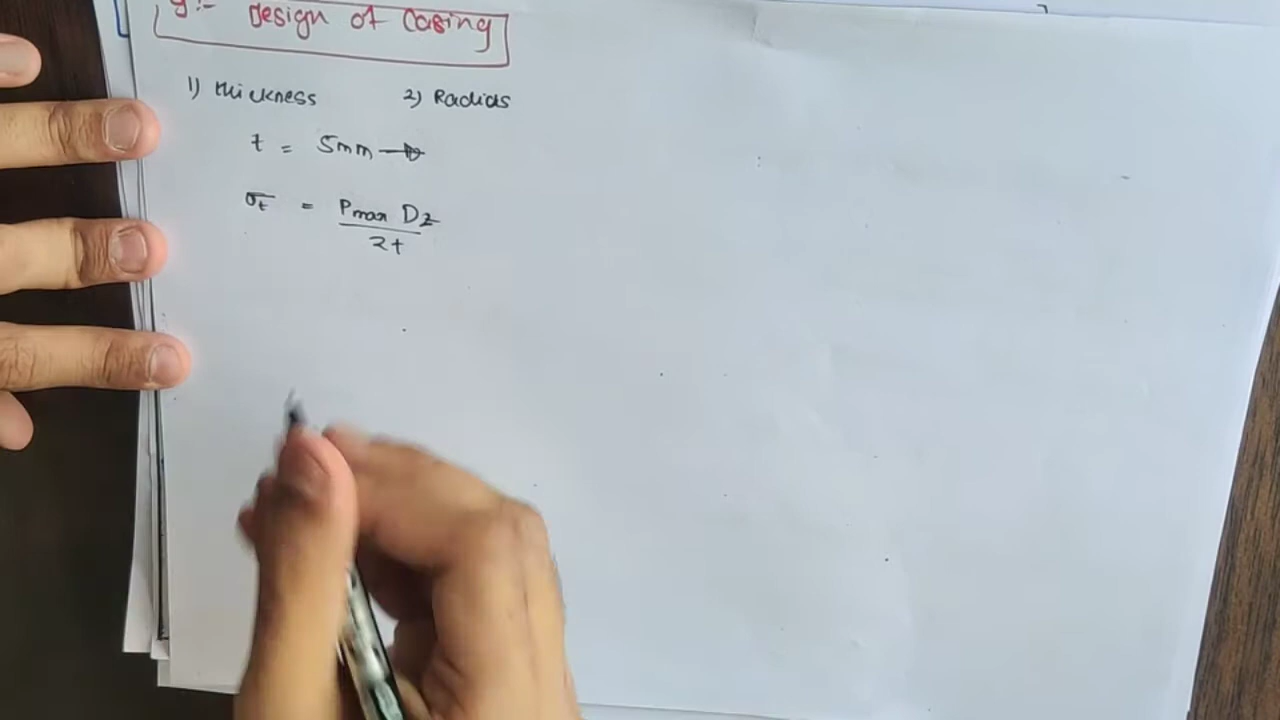 Design of Casing
1) thickness 2) Radius
t = 5mm →
σt = Pmax D2 / 2t